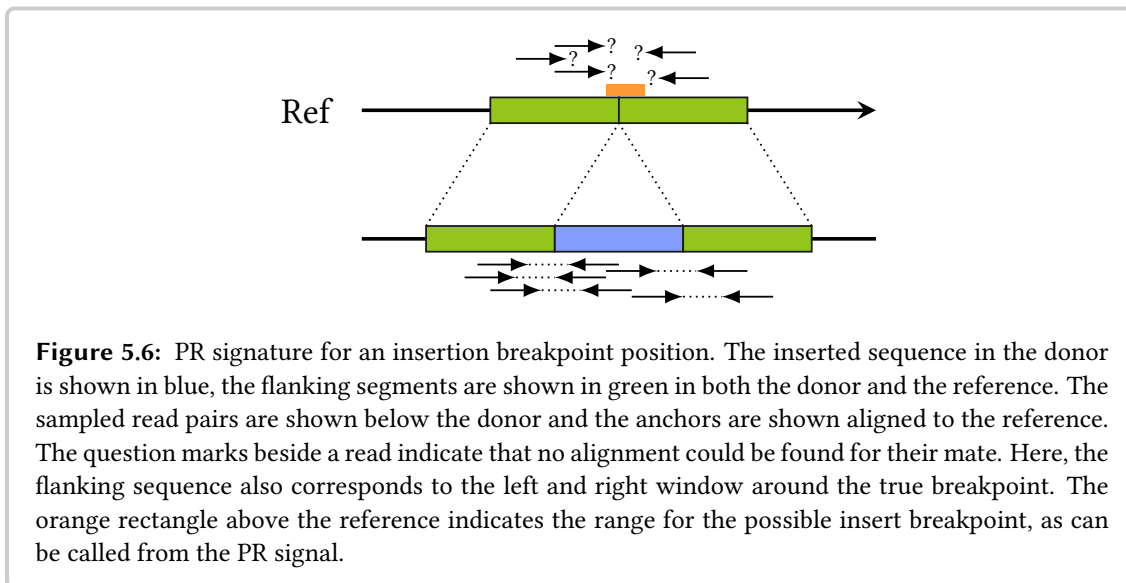 ? ?
?
? ?
Ref
Figure 5.6: PR signature for an insertion breakpoint position. The inserted sequence in the donor
is shown in blue, the flanking segments are shown in green in both the donor and the reference. The
sampled read pairs are shown below the donor and the anchors are shown aligned to the reference.
The question marks beside a read indicate that no alignment could be found for their mate. Here, the
flanking sequence also corresponds to the left and right window around the true breakpoint. The
orange rectangle above the reference indicates the range for the possible insert breakpoint, as can
be called from the PR signal.